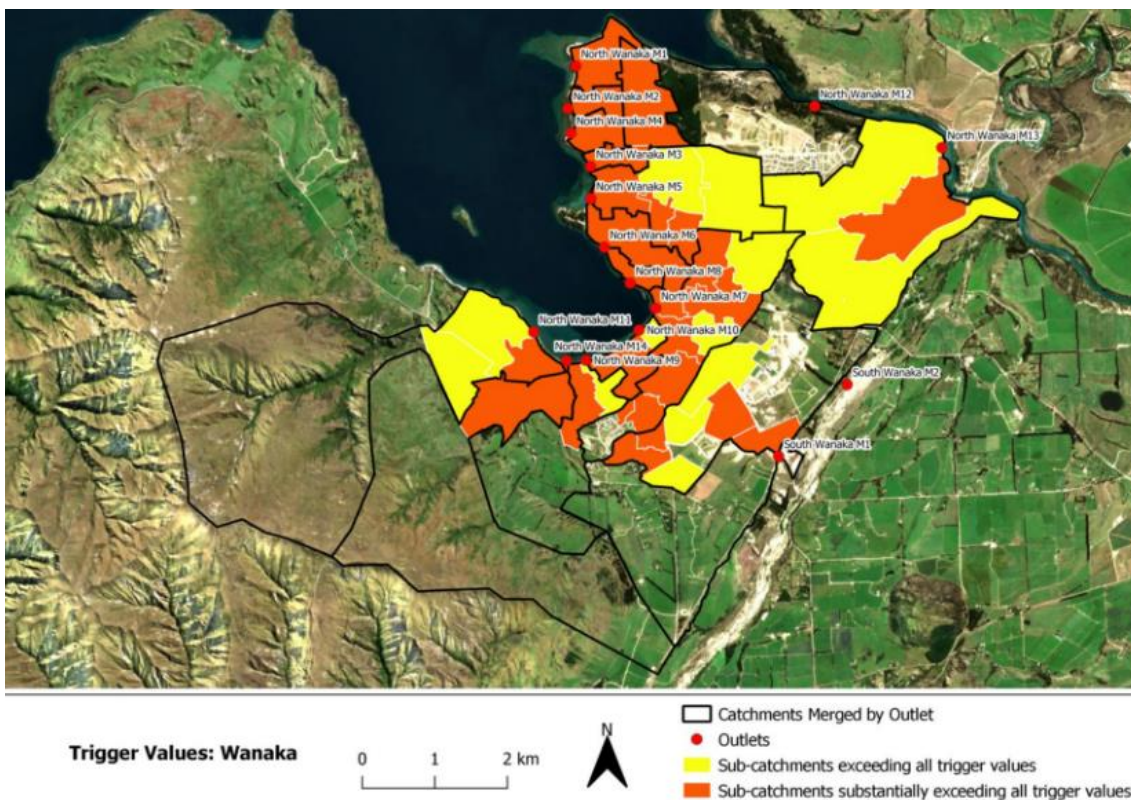 North Wanaka M1
North Wanaka M2
North Wanaka M12
North Wanaka M4
North Wanaka M13
North Wanaka M3
North Wanaka M5
North Wanaka M6
North Wanaka M8
North Wanaka M7
North Wanaka M11
North Wanaka M10
North Wanaka M14
North Wanaka M9
South Wanaka M2
South Wanaka M1
Trigger Values: Wanaka
0 1 2 km
N
Catchments Merged by Outlet
Outlets
Sub-catchments exceeding all trigger values
Sub-catchments substantially exceeding all trigger values